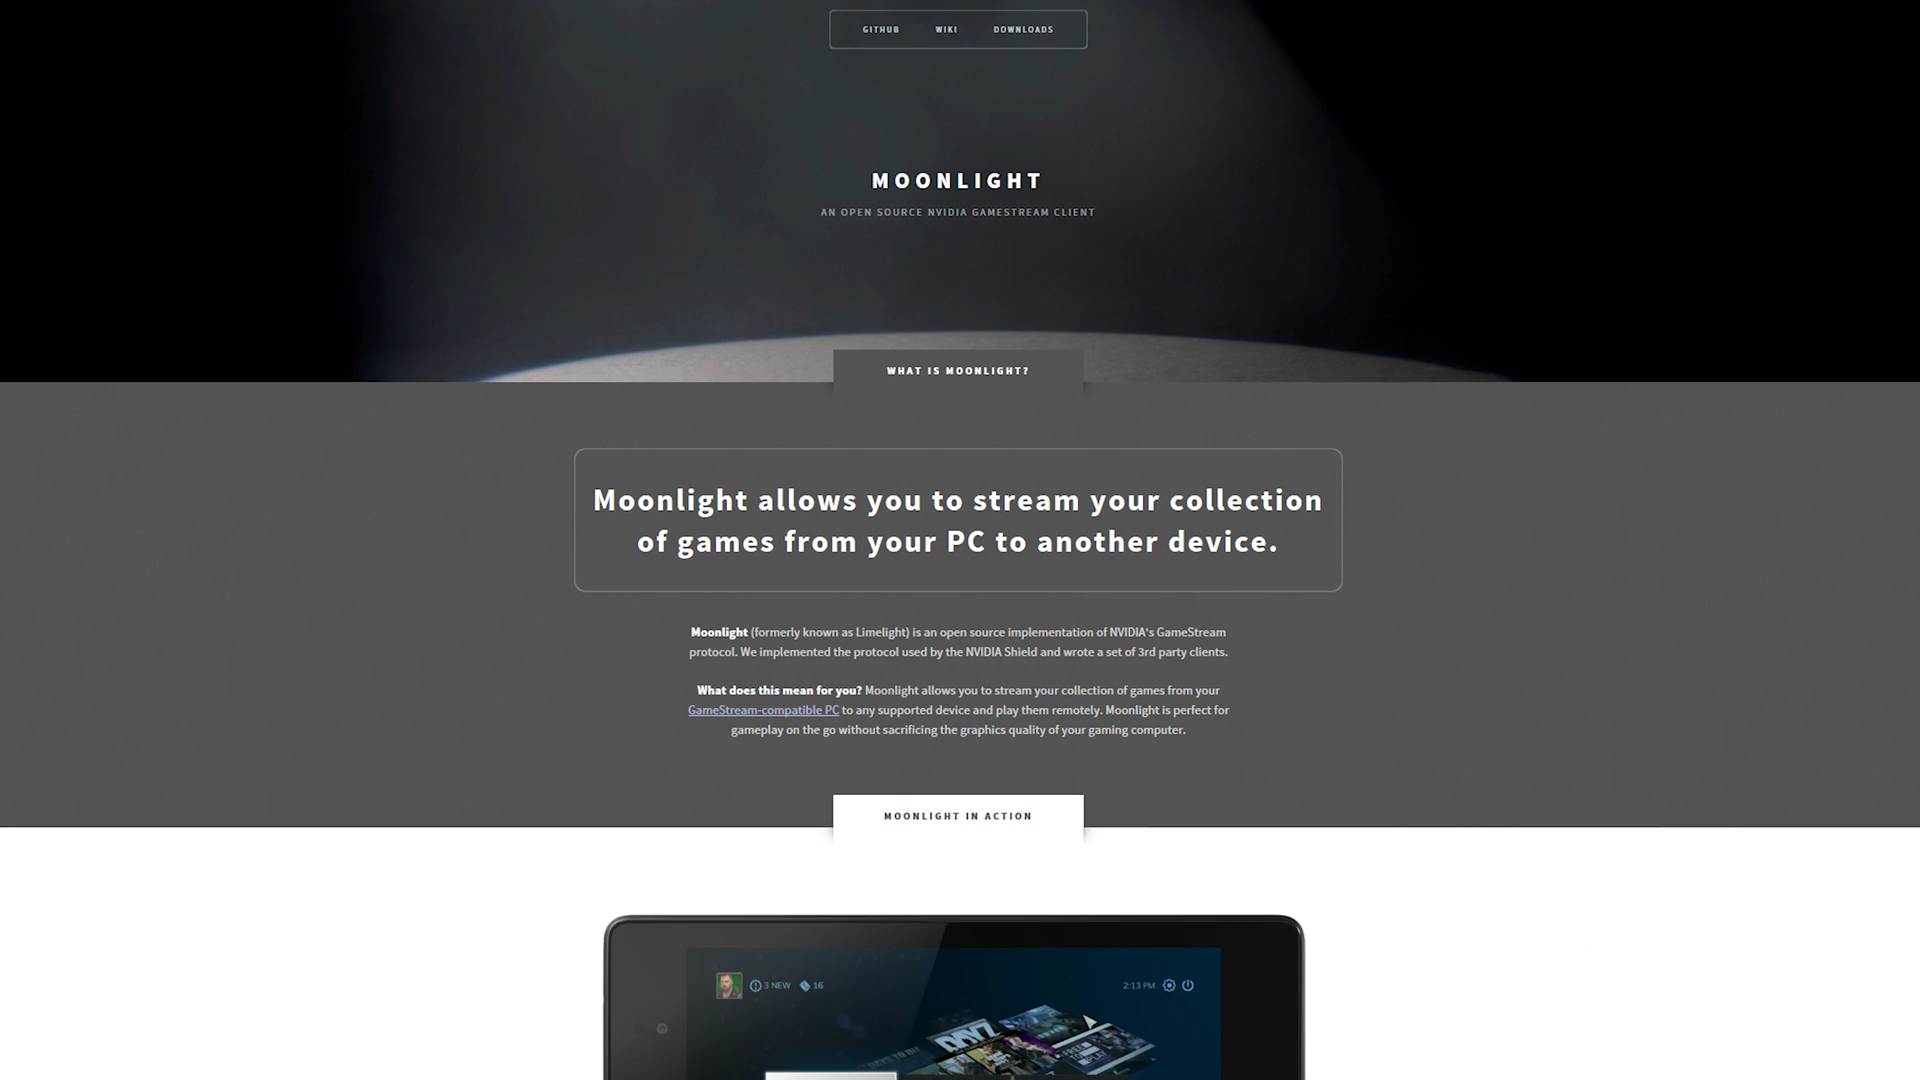 GITHUB
WIKI
DOWNLOADS
MOONLIGHT
AN OPEN SOURCE NVIDIA GAMESTREAM CLIENT
WHAT IS MOONLIGHT?
Moonlight allows you to stream your collection
of games from your PC to another device.
Moonlight (formerly known as Limelight) is an open source implementation of NVIDIA's GameStream
protocol. We implemented the protocol used by the NVIDIA Shield and wrote a set of 3rd party clients.
What does this mean for you? Moonlight allows you to stream your collection of games from your
GameStream-compatible PC to any supported device and play them remotely. Moonlight is perfect for
gameplay on the go without sacrificing the graphics quality of your gaming computer.
MOONLIGHT IN ACTION
3 NEW
16
2:13 PM
DAYZ
FREE TO PLAY